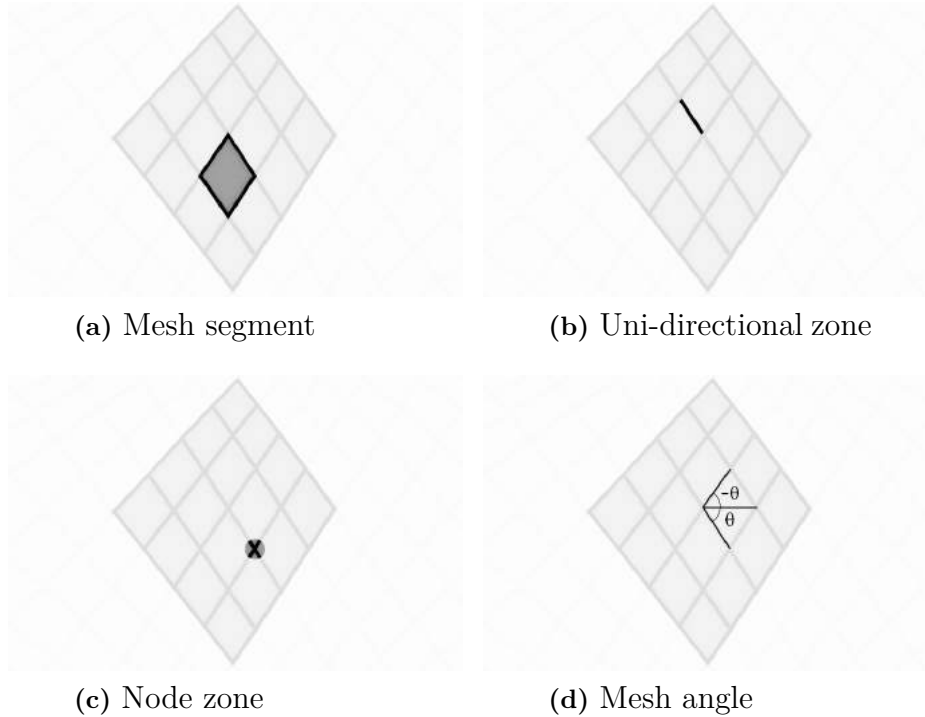 (a) Mesh segment
(b) Uni-directional zone
X
-θ
θ
(c) Node zone
(d) Mesh angle